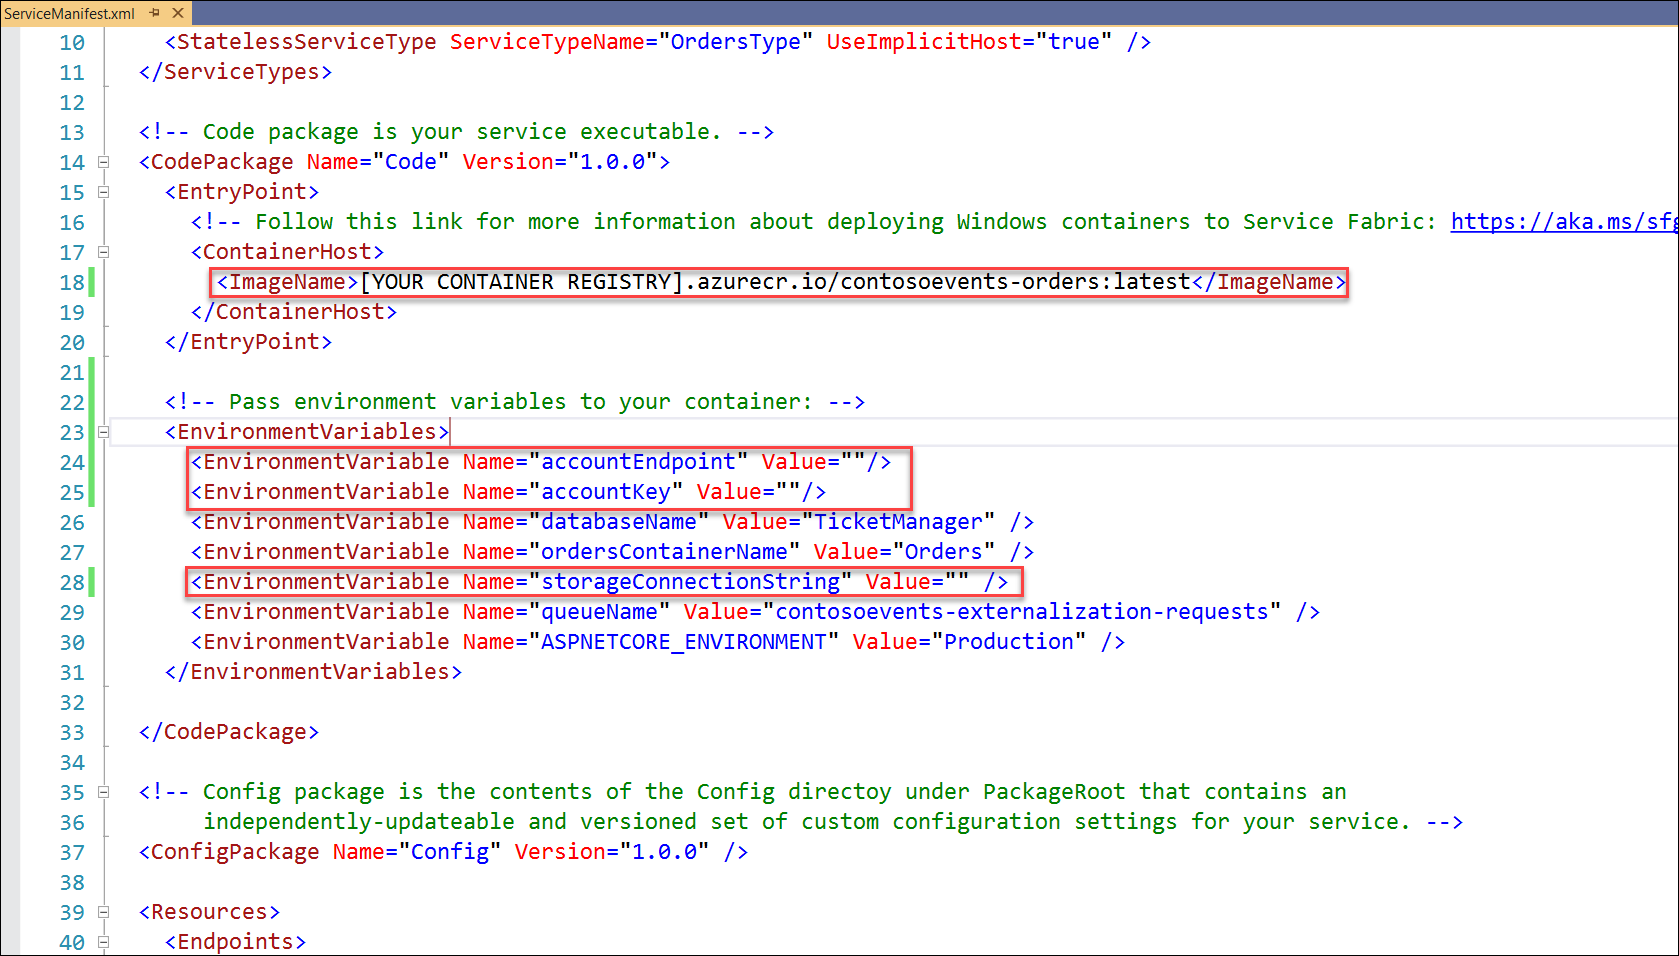 ServiceManifest.xml
10 <StatelessServiceType ServiceTypeName="OrdersType" UseImplicitHost="true" />
11 </ServiceTypes>
12
13 <!-- Code package is your service executable. -->
14 <CodePackage Name="Code" Version="1.0.0">
15 <EntryPoint>
16 <!-- Follow this link for more information about deploying Windows containers to Service Fabric: https://aka.ms/sfg
17 <ContainerHost>
18 <ImageName>[YOUR CONTAINER REGISTRY].azurecr.io/contosoevents-orders:latest</ImageName>
19 </ContainerHost>
20 </EntryPoint>
21
22 <!-- Pass environment variables to your container: -->
23 <EnvironmentVariables>
24 <EnvironmentVariable Name="accountEndpoint" Value=""/>
25 <EnvironmentVariable Name="accountKey" Value=""/>
26 <EnvironmentVariable Name="databaseName" Value="TicketManager" />
27 <EnvironmentVariable Name="ordersContainerName" Value="Orders" />
28 <EnvironmentVariable Name="storageConnectionString" Value="" />
29 <EnvironmentVariable Name="queueName" Value="contosoevents-externalization-requests" />
30 <EnvironmentVariable Name="ASPNETCORE_ENVIRONMENT" Value="Production" />
31 </EnvironmentVariables>
32
33 </CodePackage>
34
35 <!-- Config package is the contents of the Config directoy under PackageRoot that contains an
36 independently-updateable and versioned set of custom configuration settings for your service. -->
37 <ConfigPackage Name="Config" Version="1.0.0" />
38
39 <Resources>
40 <Endpoints>